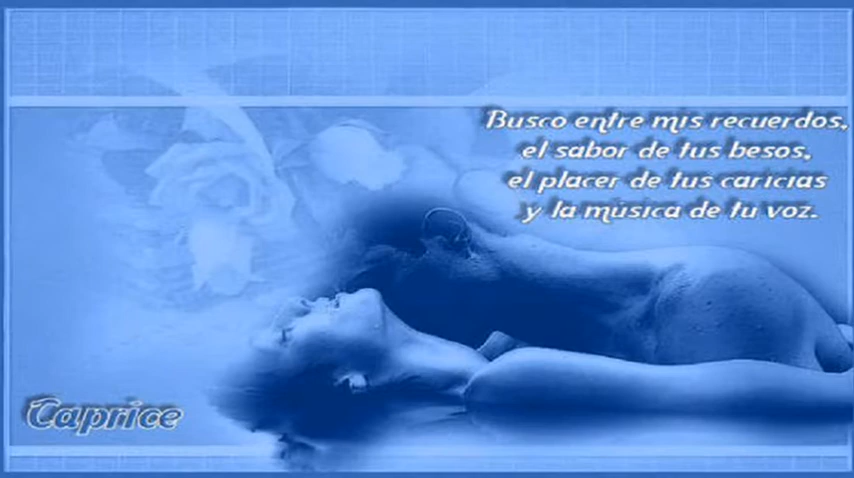 Busco entre mis recuerdos,
el sabor de tus besos,
el placer de tus caricias
y la música de tu voz.
Caprice